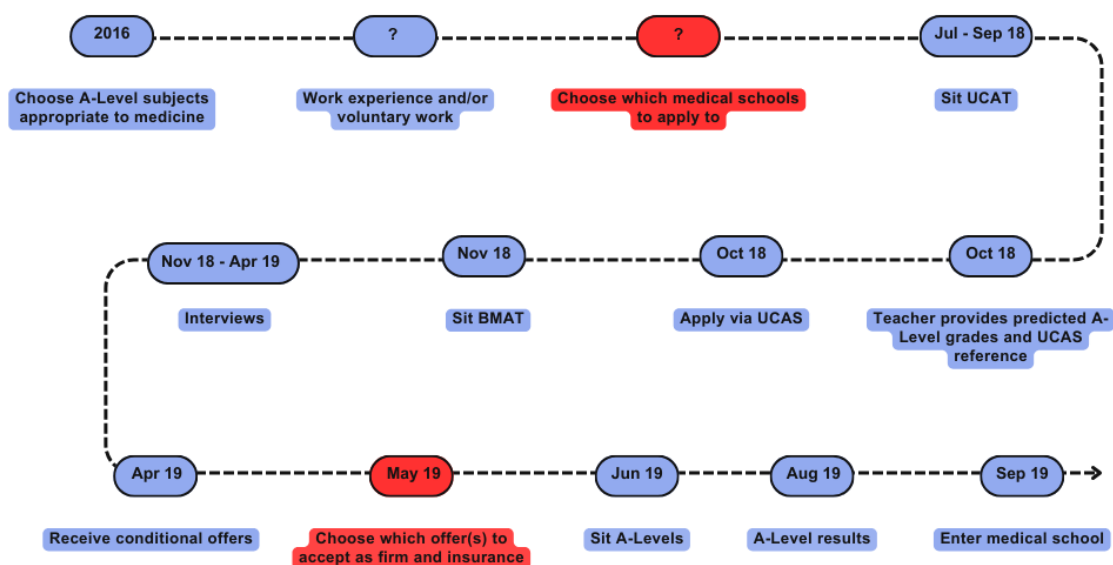 2016
?
?
Jul - Sep 18
Choose A-Level subjects
appropriate to medicine
Work experience and/or
voluntary work
Choose which medical schools
to apply to
Sit UCAT
Nov 18 - Apr 19
Nov 18
Oct 18
Oct 18
Interviews
Sit BMAT
Apply via UCAS
Teacher provides predicted A-
Level grades and UCAS
reference
Apr 19
May 19
Jun 19
Aug 19
Sep 19
Receive conditional offers
Choose which offer(s) to
accept as firm and insurance
Sit A-Levels
A-Level results
Enter medical school